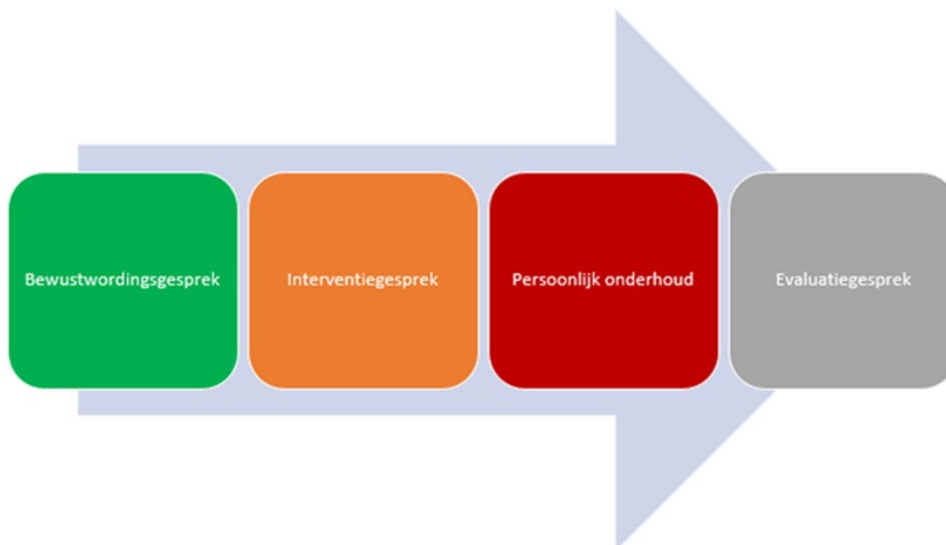 Bewustwordingsgesprek
Interventiegesprek
Persoonlijk onderhoud
Evaluatiegesprek